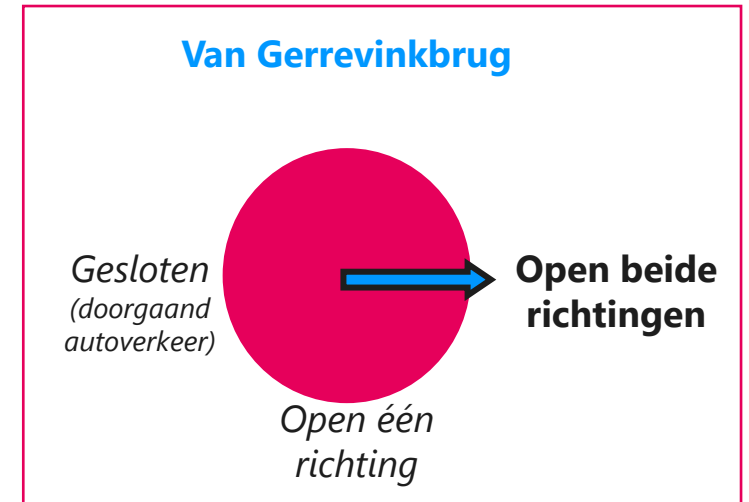 Van Gerrevinkbrug
Gesloten
(doorgaand
autoverkeer)
Open beide
richtingen
Open één
richting